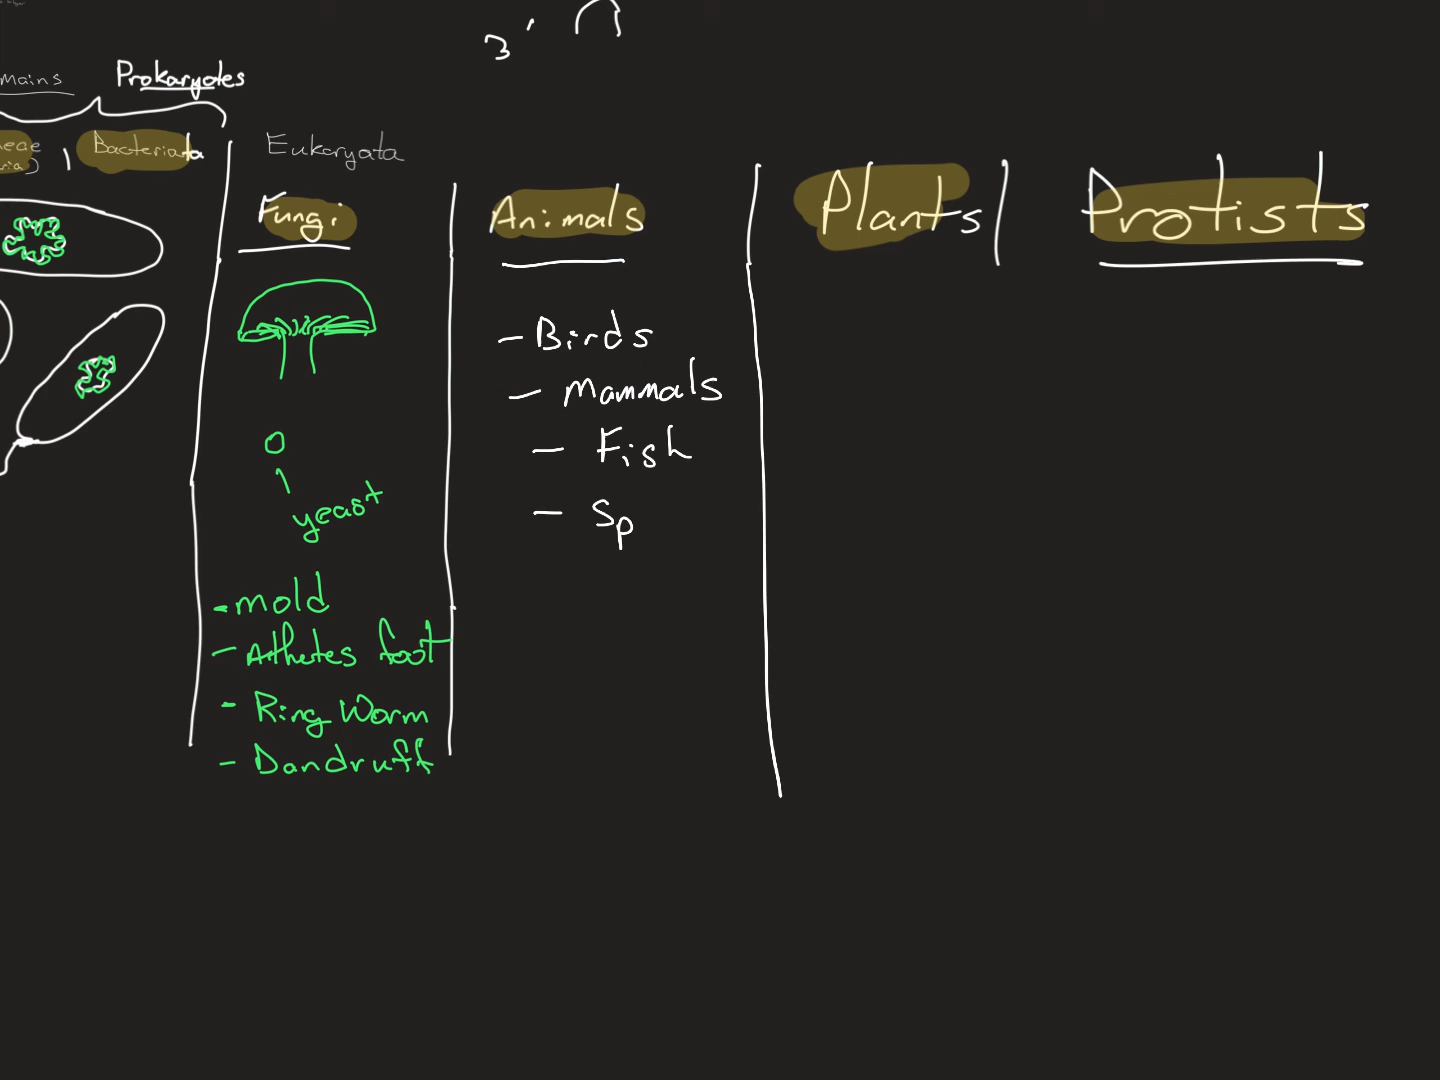 3'
mains
Prokaryotes
Bacteriata
Eukaryata
Fungi
Animals
Plants
Protists
- Birds
- Mammals
- Fish
- Sp
yeast
- mold
- Athetes foot
- Ring Worm
- Dandruff